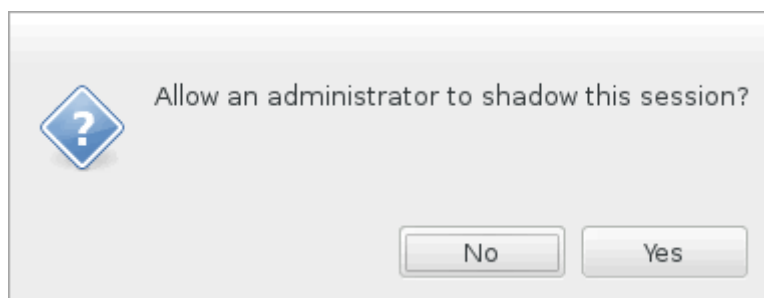 Allow an administrator to shadow this session?
No Yes